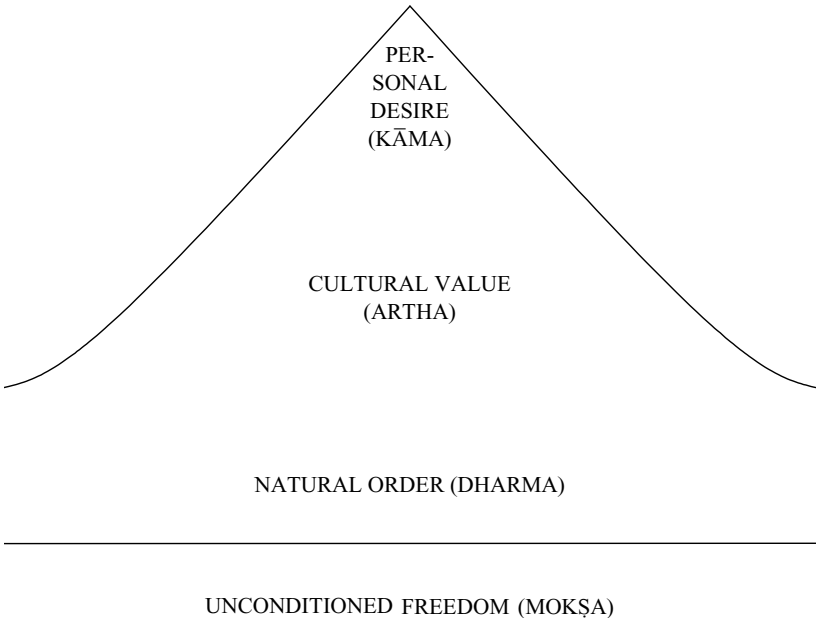 PER-
SONAL
DESIRE
(KĀMA)
CULTURAL VALUE
(ARTHA)
NATURAL ORDER (DHARMA)
UNCONDITIONED FREEDOM (MOKṢA)